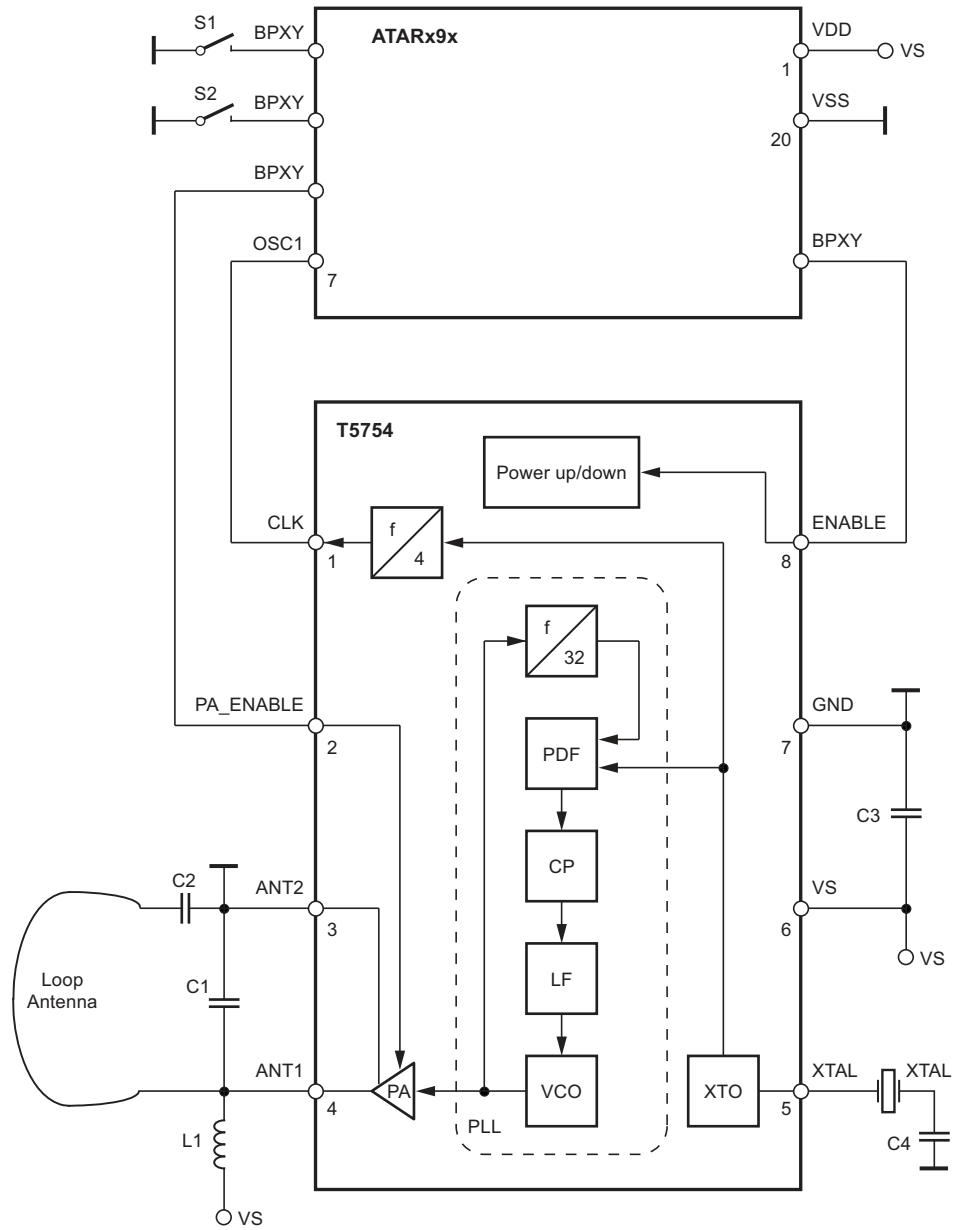 S1
BPXY
ATARx9x
VDD
1
VS
S2
BPXY
VSS
20
BPXY
OSC1
7
BPXY
T5754
Power up/down
CLK
1
f
4
ENABLE
8
f
32
PA_ENABLE
2
GND
7
PDF
C3
CP
C2
ANT2
3
VS
6
VS
Loop
Antenna
C1
LF
ANT1
4
PA
VCO
XTO
XTAL
5
XTAL
PLL
L1
C4
VS